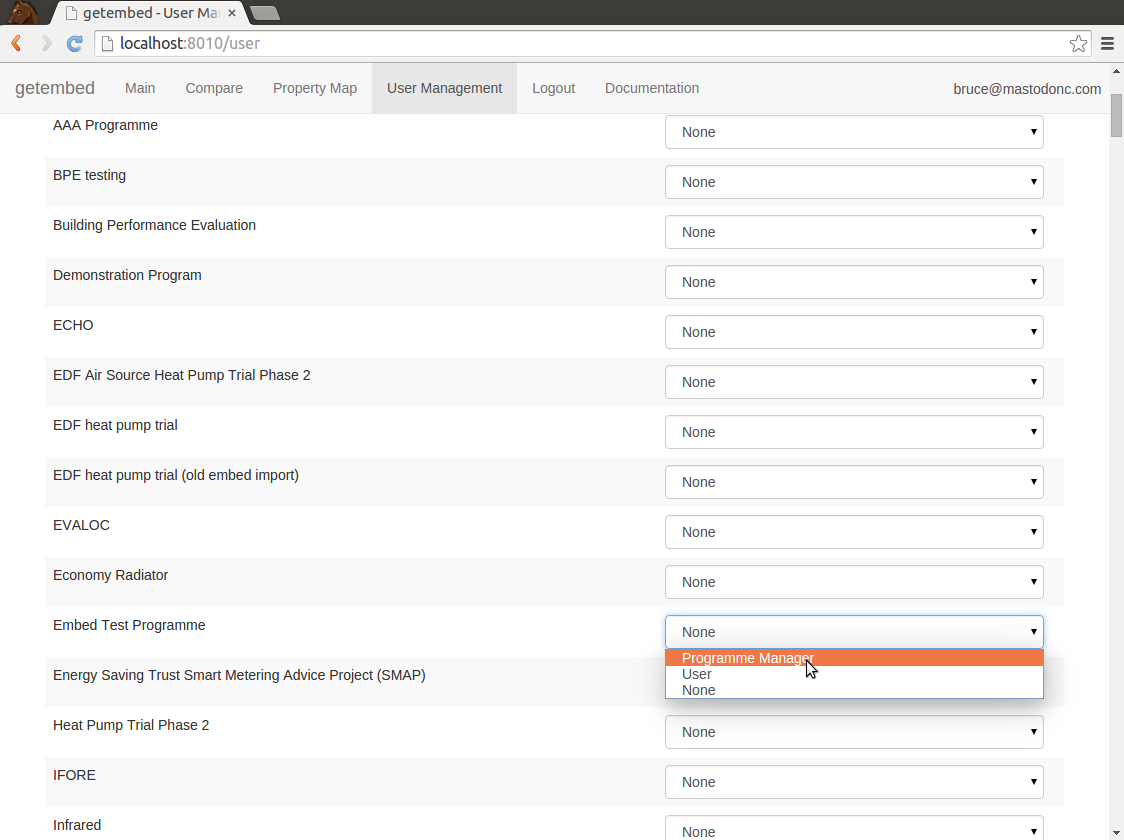 getembed - User Ma
localhost:8010/user
getembed Main Compare Property Map User Management Logout Documentation bruce@mastodonc.com
AAA Programme None
BPE testing None
Building Performance Evaluation None
Demonstration Program None
ECHO None
EDF Air Source Heat Pump Trial Phase 2 None
EDF heat pump trial None
EDF heat pump trial (old embed import) None
EVALOC None
Economy Radiator None
Embed Test Programme None
Programme Manager
Energy Saving Trust Smart Metering Advice Project (SMAP) User
None
Heat Pump Trial Phase 2 None
IFORE None
Infrared None